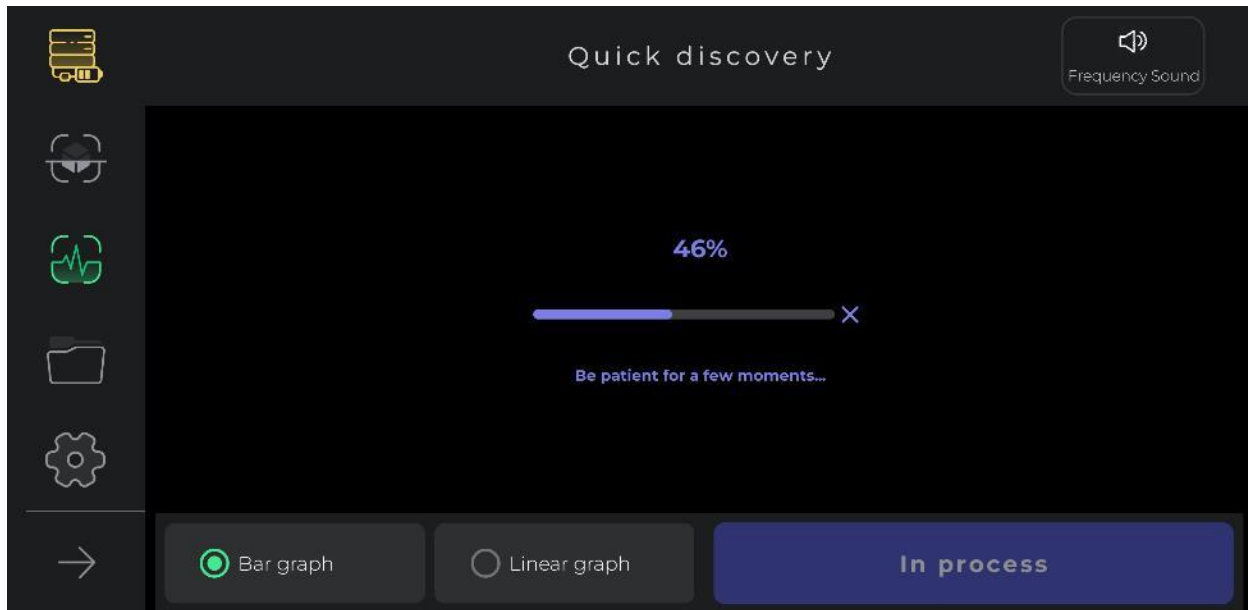 Quick discovery
Frequency Sound
46%
Be patient for a few moments...
Bar graph
Linear graph
In process